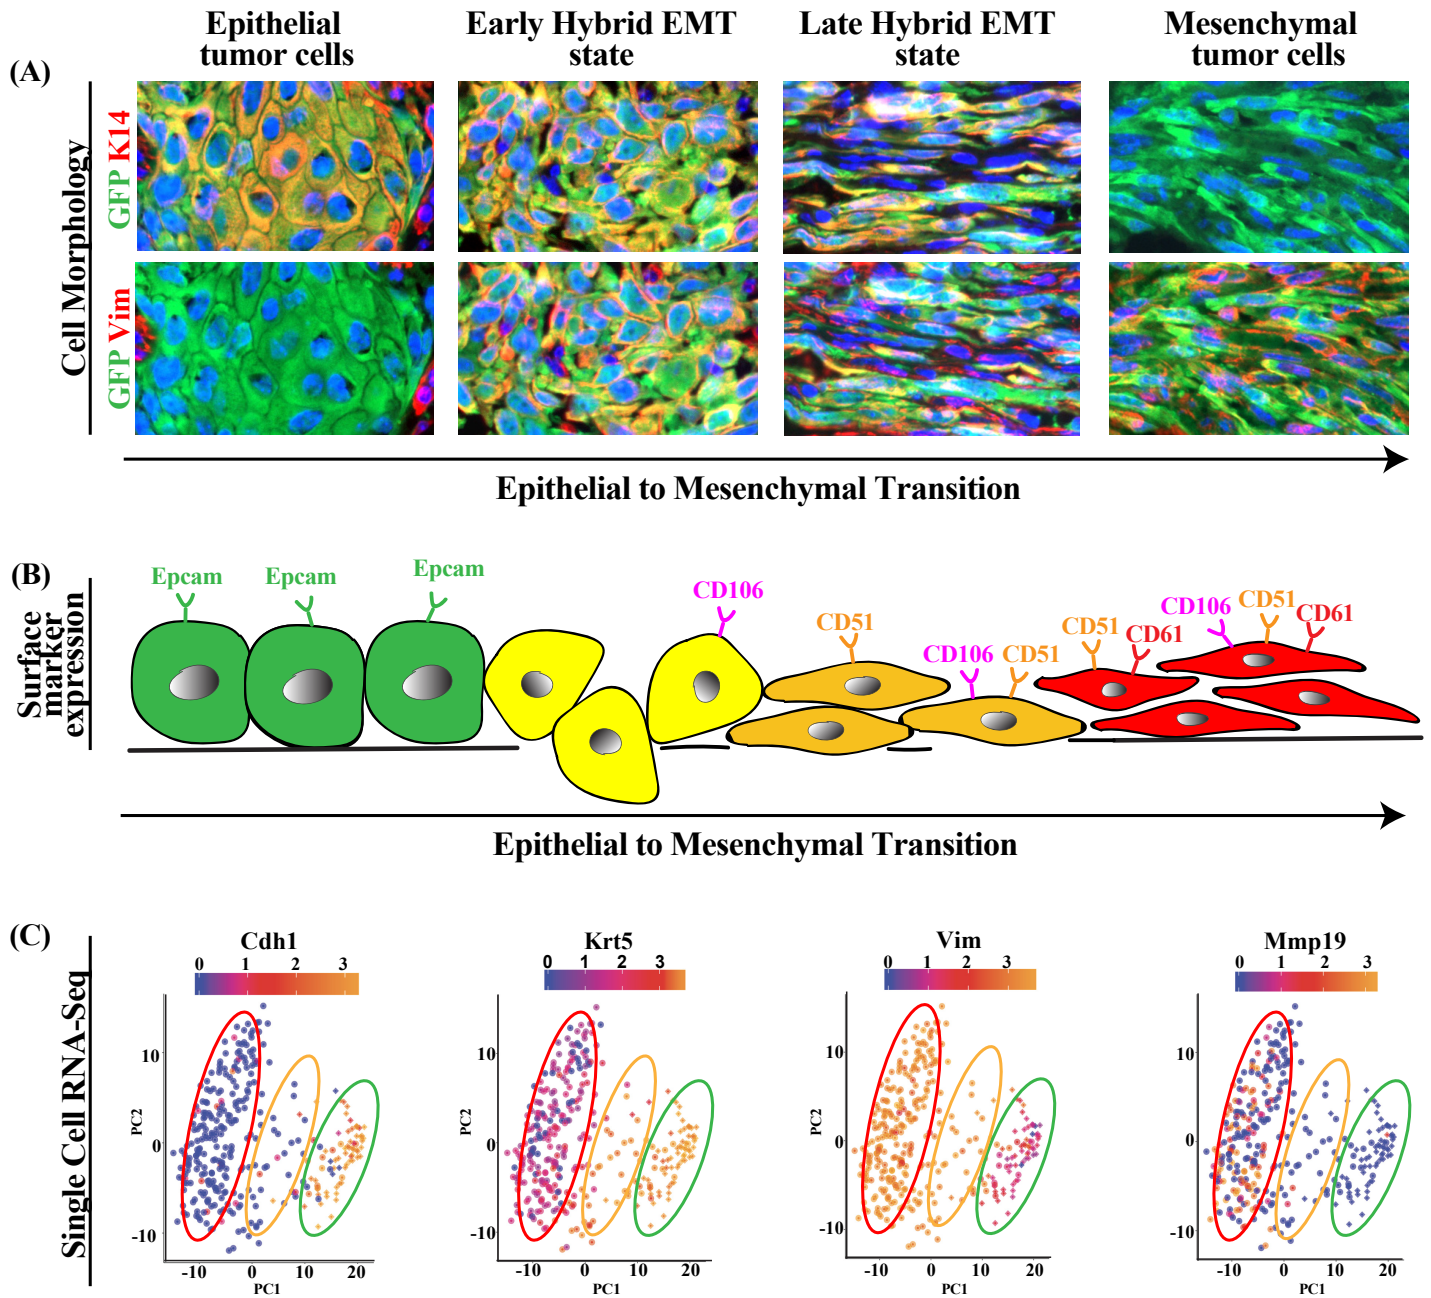 Epithelial
tumor cells
Early Hybrid EMT
state
Late Hybrid EMT
state
Mesenchymal
tumor cells
(A)
Cell Morphology
GFP K14
GFP Vim
Epithelial to Mesenchymal Transition
(B)
Surface
marker
expression
Epcam
Epcam
Epcam
CD106
CD51
CD106
CD51
CD51
CD61
CD106
CD51
CD61
Epithelial to Mesenchymal Transition
(C)
Single Cell RNA-Seq
Cdh1
0 1 2 3
PC2
10
0
-10
-10 0 10 20
PC1
Krt5
0 1 2 3
PC2
10
0
-10
-10 0 10 20
PC1
Vim
0 1 2 3
PC2
10
0
-10
-10 0 10 20
PC1
Mmp19
0 1 2 3
PC2
10
0
-10
-10 0 10 20
PC1